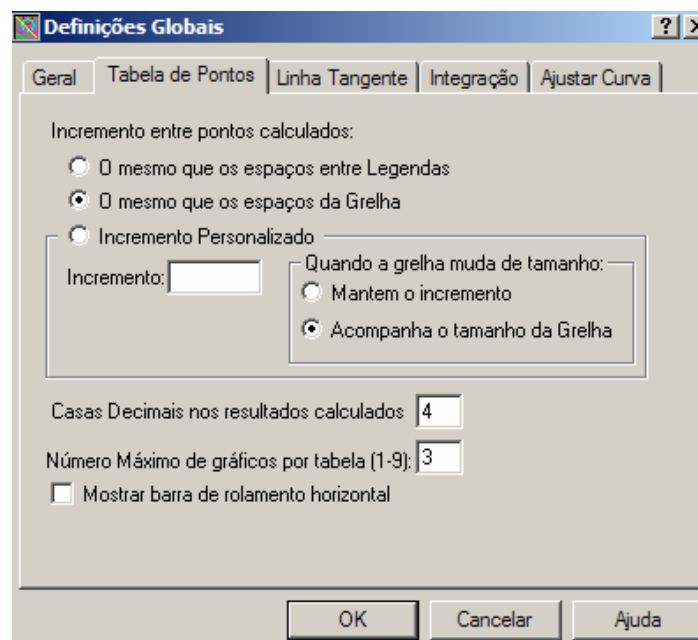 Definições Globais
Geral Tabela de Pontos Linha Tangente Integração Ajustar Curva
Incremento entre pontos calculados:
O mesmo que os espaços entre Legendas
O mesmo que os espaços da Grelha
Incremento Personalizado
Incremento:
Quando a grelha muda de tamanho:
Mantem o incremento
Acompanha o tamanho da Grelha
Casas Decimais nos resultados calculados 4
Número Máximo de gráficos por tabela (1-9): 3
Mostrar barra de rolamento horizontal
OK Cancelar Ajuda